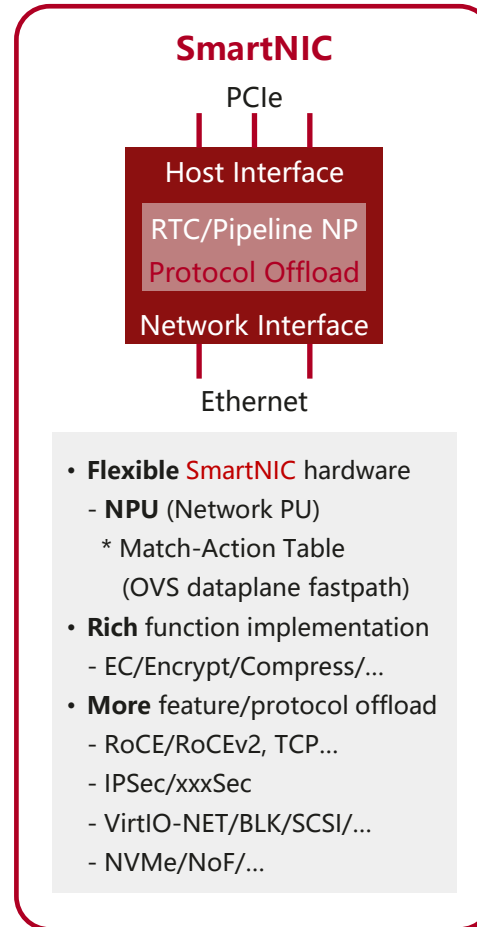 SmartNIC
PCIe
Host Interface
RTC/Pipeline NP
Protocol Offload
Network Interface
Ethernet
• Flexible SmartNIC hardware
- NPU (Network PU)
* Match-Action Table
(OVS dataplane fastpath)
• Rich function implementation
- EC/Encrypt/Compress/...
• More feature/protocol offload
- RoCE/RoCEv2, TCP...
- IPSec/xxxSec
- VirtIO-NET/BLK/SCSI/...
- NVMe/NoF/...